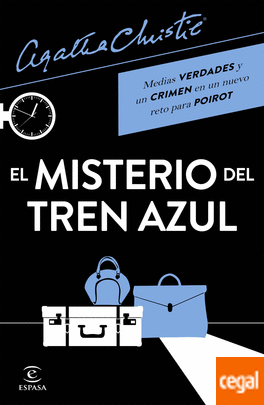 Agatha Christie®
Medias VERDADES y
un CRIMEN en un nuevo
reto para POIROT
EL MISTERIO DEL
TREN AZUL
e
ESPASA
cegal